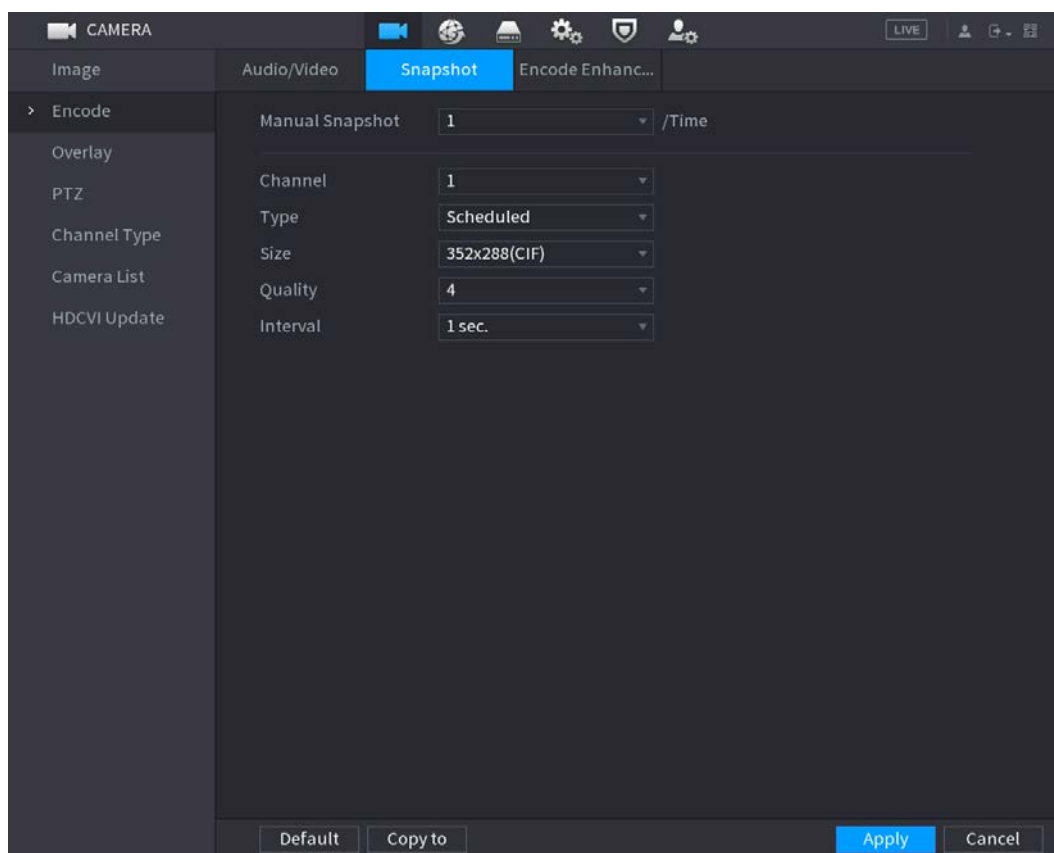 CAMERA
LIVE
Image
Audio/Video
Snapshot
Encode Enhanc...
> Encode
Manual Snapshot 1 /Time
Overlay
PTZ
Channel Type
Camera List
HDCVI Update
Channel 1
Type Scheduled
Size 352x288(CIF)
Quality 4
Interval 1 sec.
Default
Copy to
Apply
Cancel